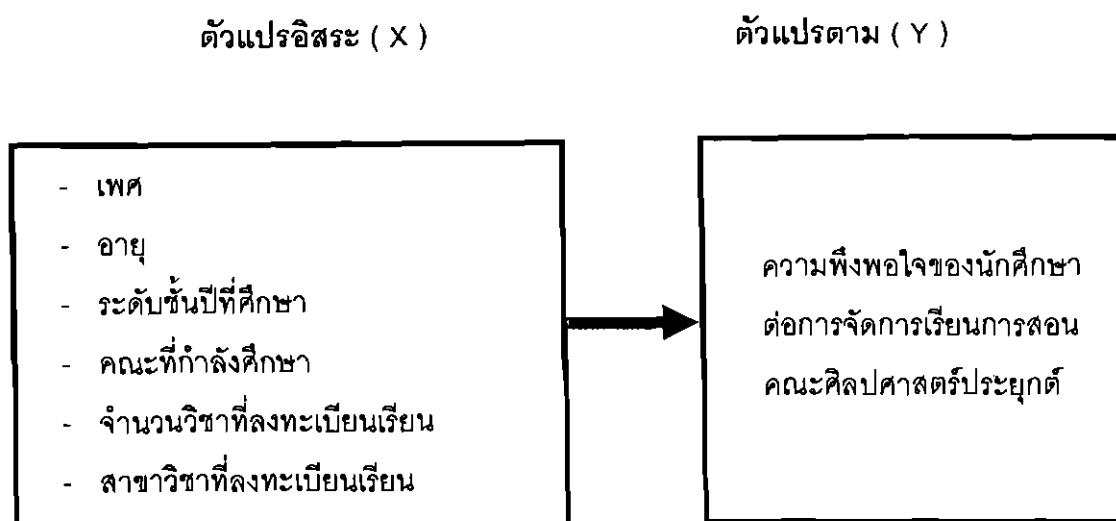 ตัวแปรอิสระ ( X )
ตัวแปรตาม ( Y )
- เพศ
- อายุ
- ระดับชั้นปีที่ศึกษา
- คณะที่กำลังศึกษา
- จำนวนวิชาที่ลงทะเบียนเรียน
- สาขาวิชาที่ลงทะเบียนเรียน
ความพึงพอใจของนักศึกษา
ต่อการจัดการเรียนการสอน
คณะศิลปศาสตร์ประยุกต์